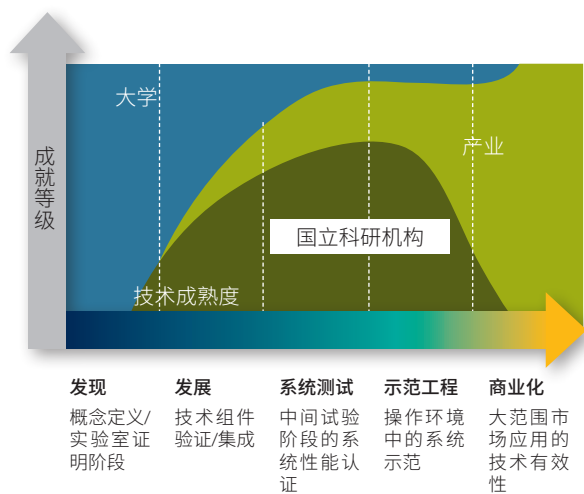 大学
成就等级
产业
国立科研机构
技术成熟度
发现
概念定义/
实验室证
明阶段
发展
技术组件
验证/集成
系统测试
中间试验
阶段的系
统性能认
证
示范工程
操作环境
中的系统
示范
商业化
大范围市
场应用的
技术有效
性